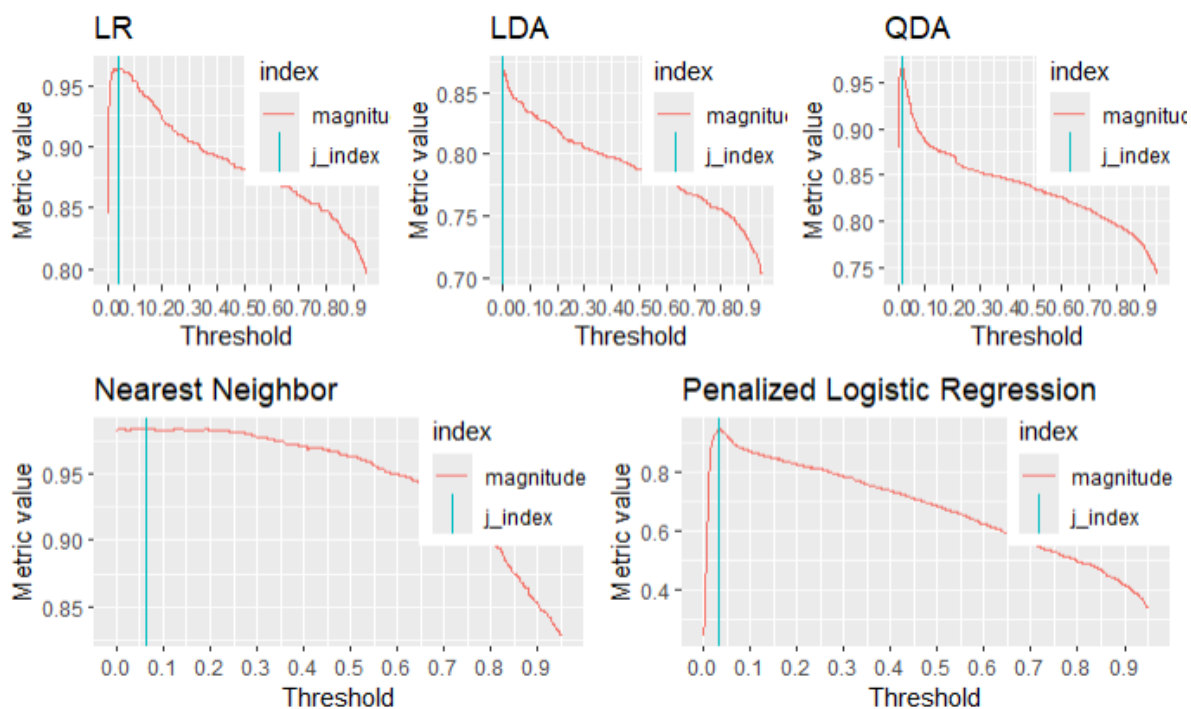 LR
Metric value
0.95
0.90
0.85
0.80
0.00.10.20.30.40.50.60.70.80.9
Threshold
index
magnitu
j_index
LDA
Metric value
0.85
0.80
0.75
0.70
0.00.10.20.30.40.50.60.70.80.9
Threshold
index
magnitu
j_index
QDA
Metric value
0.95
0.90
0.85
0.80
0.75
0.00.10.20.30.40.50.60.70.80.9
Threshold
index
magnituc
j_index
Nearest Neighbor
Metric value
0.95
0.90
0.85
0.0 0.1 0.2 0.3 0.4 0.5 0.6 0.7 0.8 0.9
Threshold
index
magnitude
j_index
Penalized Logistic Regression
Metric value
0.8
0.6
0.4
0.0 0.1 0.2 0.3 0.4 0.5 0.6 0.7 0.8 0.9
Threshold
index
magnitude
j_index